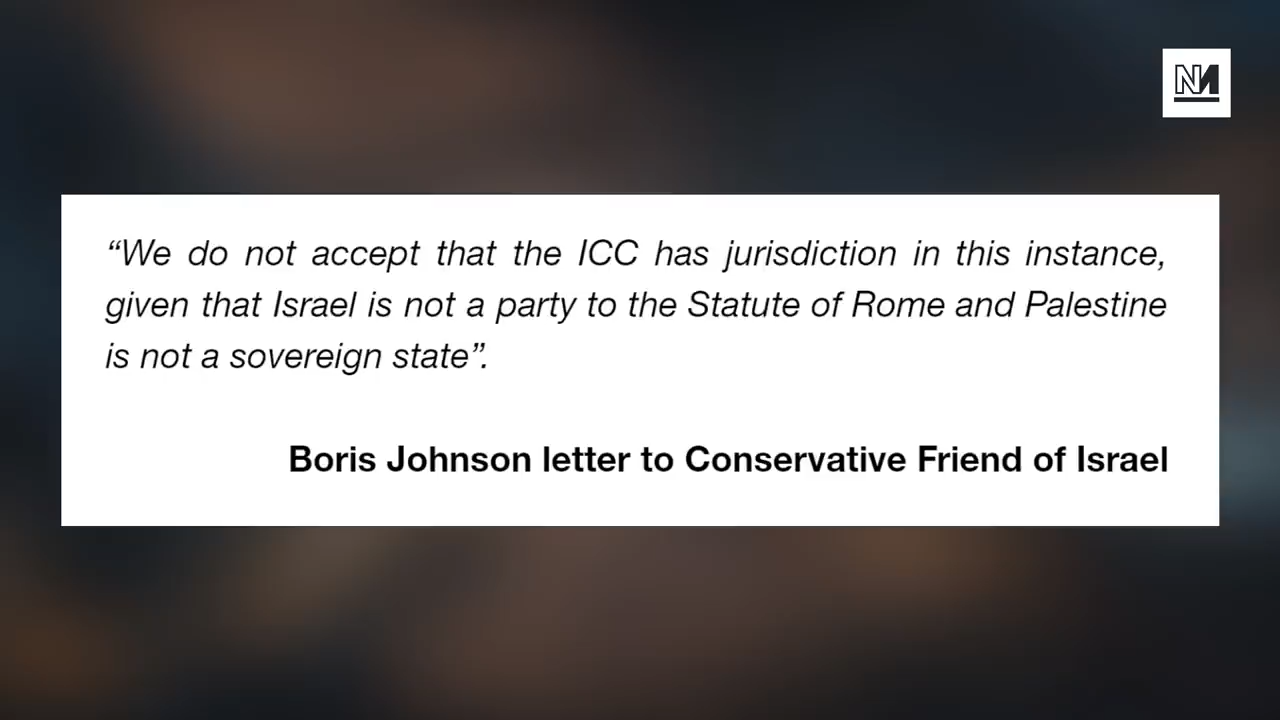 NM
“We do not accept that the ICC has jurisdiction in this instance,
given that Israel is not a party to the Statute of Rome and Palestine
is not a sovereign state”.
Boris Johnson letter to Conservative Friend of Israel